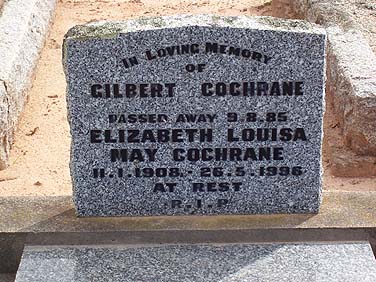 In Loving Memory
OF
GILBERT COCHRANE
PASSED AWAY 9.8.85
ELIZABETH LOUISA
MAY COCHRANE
11.1.1908 - 26.5.1996
AT REST
R.I.P